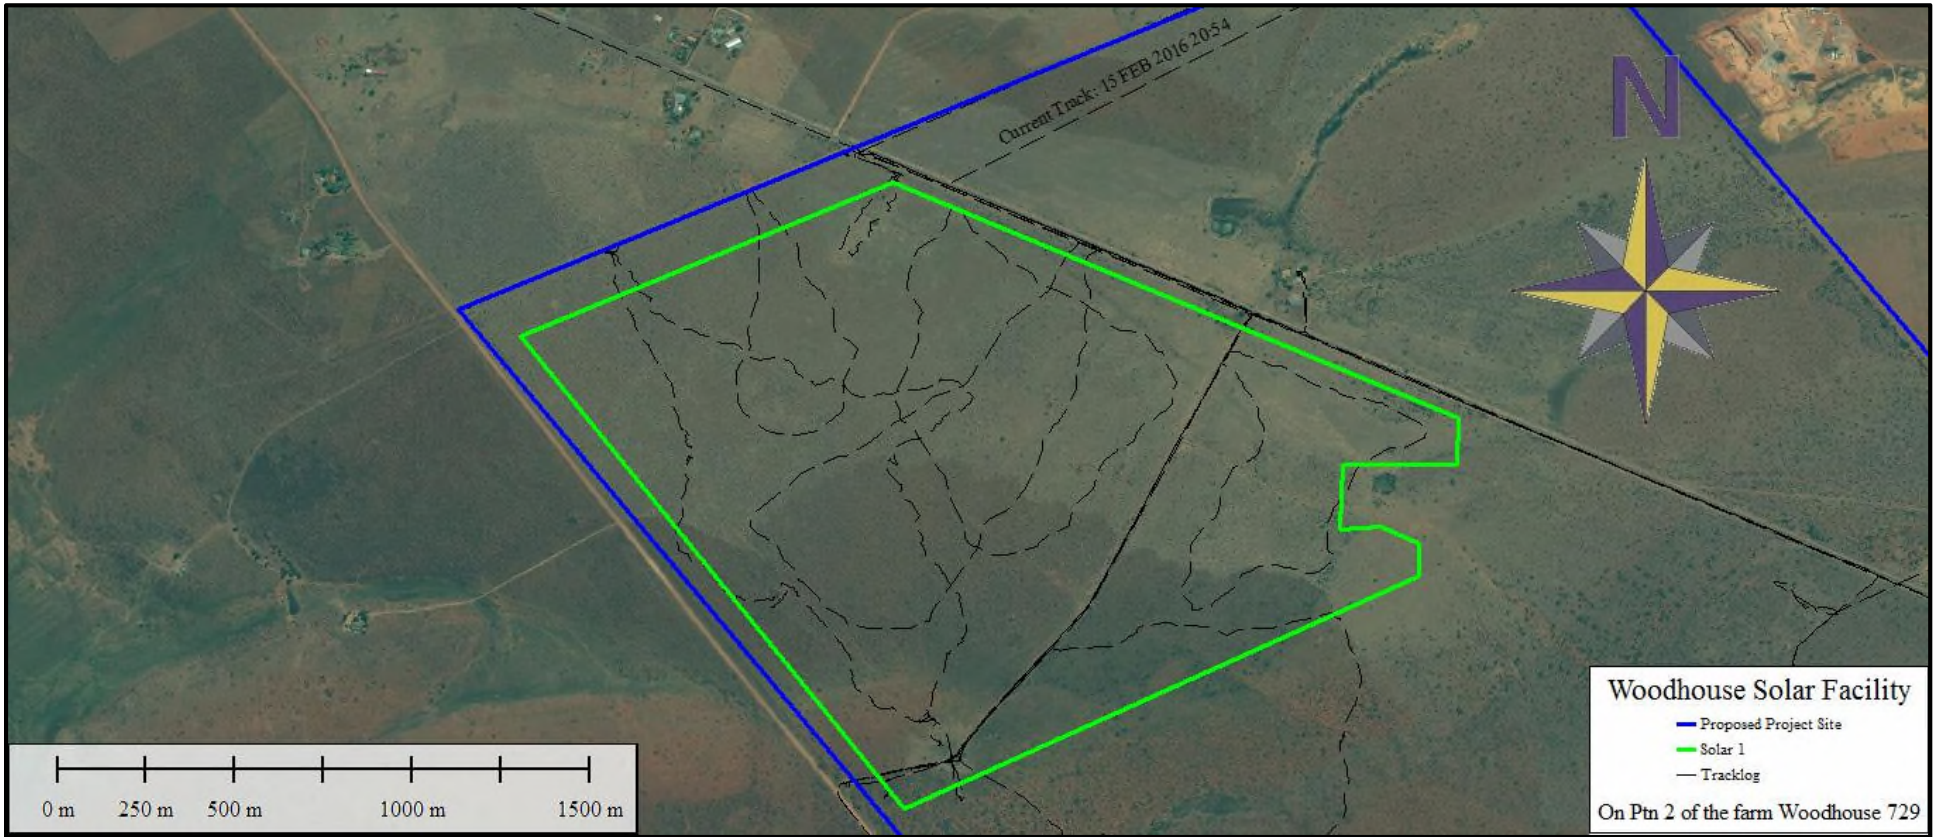 Current Track: 15 FEB 2016 20:54
N
Woodhouse Solar Facility
Proposed Project Site
Solar 1
Tracklog
On Ptn 2 of the farm Woodhouse 729
0 m 250 m 500 m 1000 m 1500 m